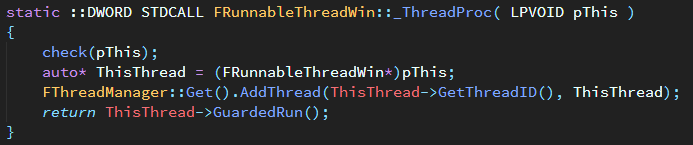 static ::DWORD STDCALL FRunnableThreadWin::_ThreadProc( LPVOID pThis )
{
    check(pThis);
    auto* ThisThread = (FRunnableThreadWin*)pThis;
    FThreadManager::Get().AddThread(ThisThread->GetThreadID(), ThisThread);
    return ThisThread->GuardedRun();
}